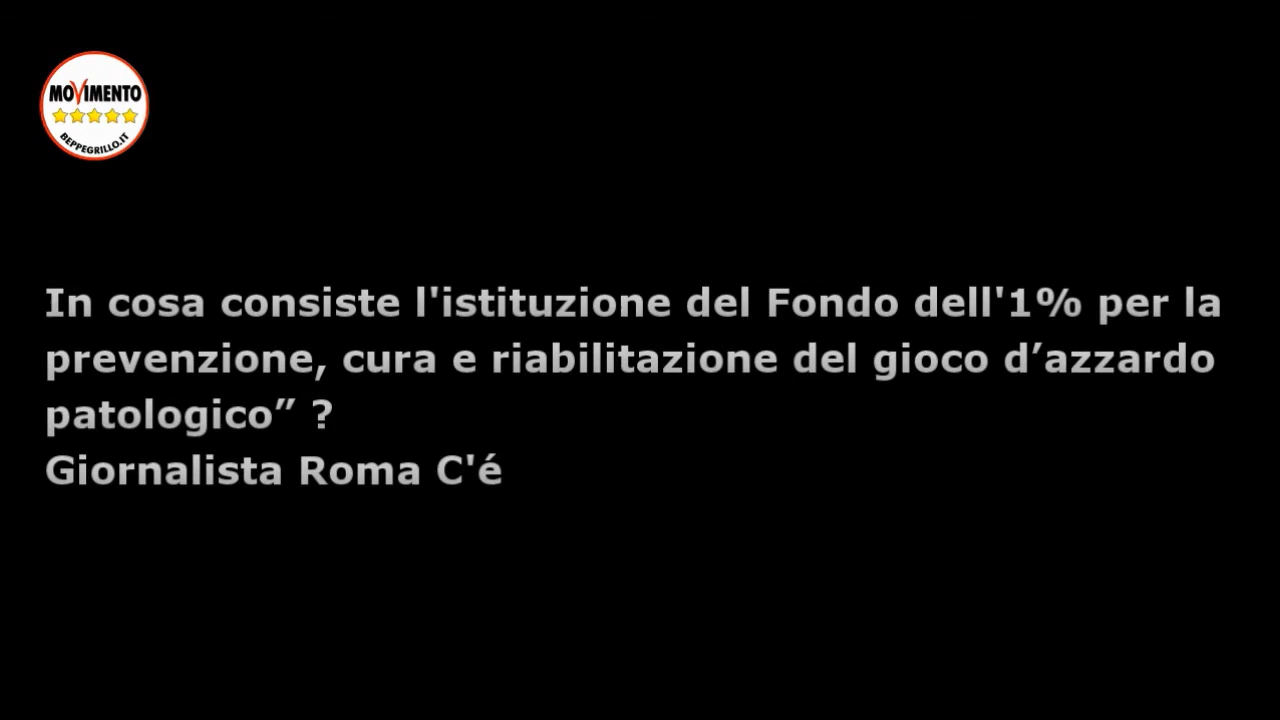 MOVIMENTO
BEPPEGRILLO.IT
In cosa consiste l'istituzione del Fondo dell'1% per la
prevenzione, cura e riabilitazione del gioco d’azzardo
patologico” ?
Giornalista Roma C'é